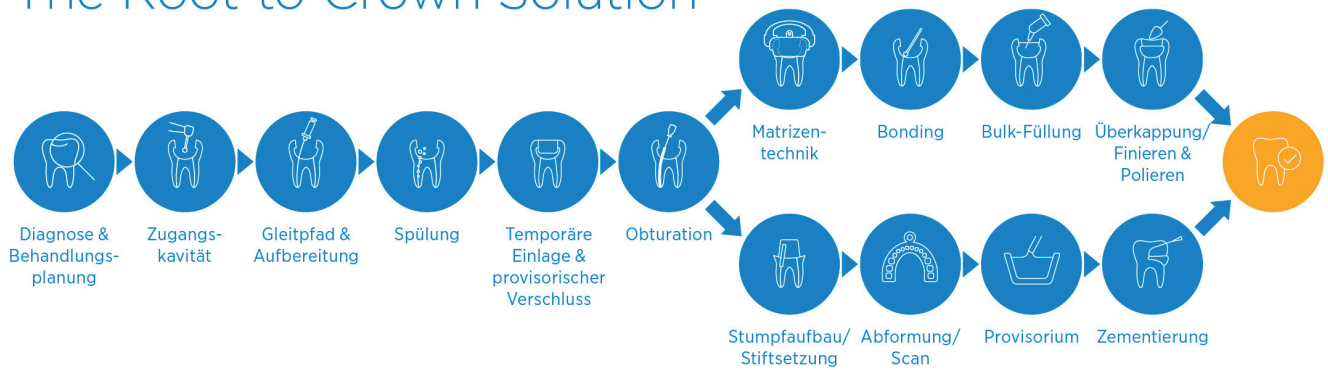 The Root to Crown Solution
Diagnose &
Behandlungs-
planung
Zugangs-
kavität
Gleitpfad &
Aufbereitung
Spülung
Temporäre
Einlage &
provisorischer
Verschluss
Obturation
Matrizen-
technik
Bonding
Bulk-Füllung
Überkappung/
Finieren &
Polieren
Stumpfaufbau/
Stiftsetzung
Abformung/
Scan
Provisorium
Zementierung